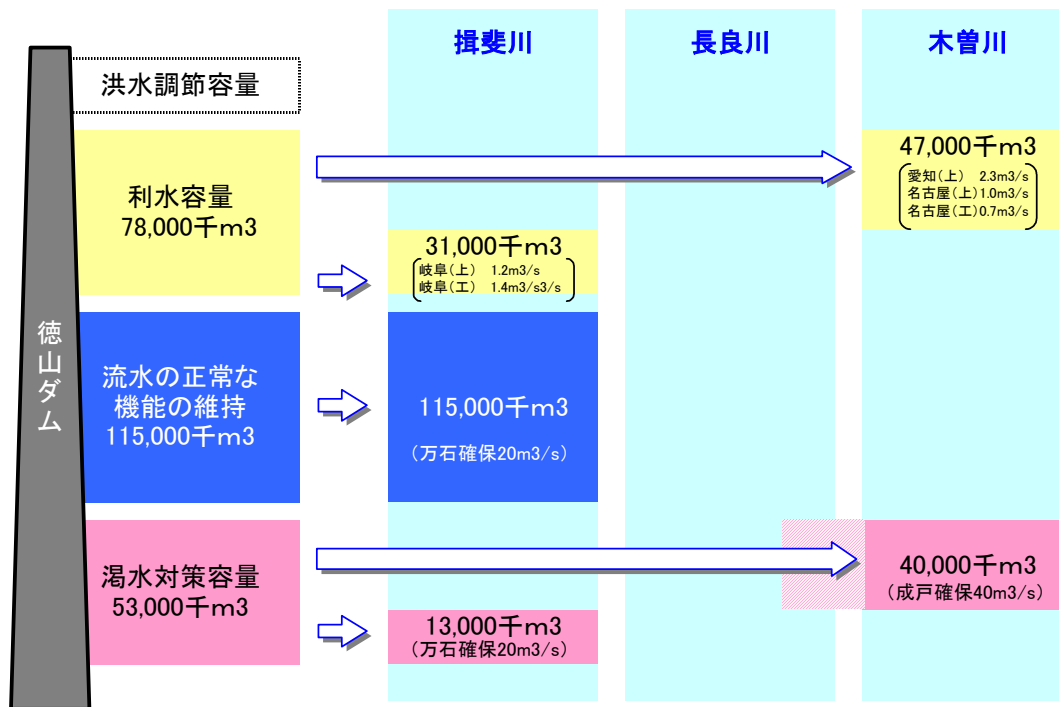 揖斐川
長良川
木曽川
徳山ダム
洪水調節容量
利水容量
78,000千m3
47,000千m3
愛知(上) 2.3m3/s
名古屋(上)1.0m3/s
名古屋(工)0.7m3/s
31,000千m3
岐阜(上) 1.2m3/s
岐阜(工) 1.4m3/s3/s
流水の正常な
機能の維持
115,000千m3
115,000千m3
(万石確保20m3/s)
渇水対策容量
53,000千m3
40,000千m3
(成戸確保40m3/s)
13,000千m3
(万石確保20m3/s)